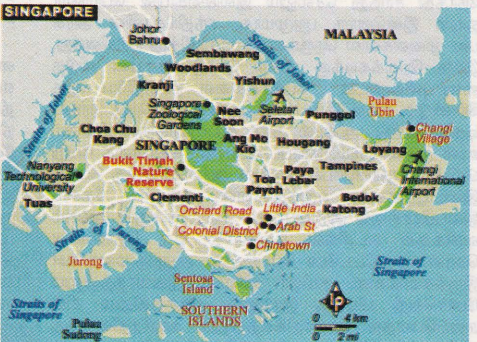 SINGAPORE
Johor
Bahru
MALAYSIA
Straits of Johor
Sembawang
Woodlands
Yishun
Kranji
Straits of Johor
Singapore
Zoological
Gardens
Nee
Soon
Seletar
Airport
Punggol
Pulau
Ubin
Changi
Village
Choa Chu
Kang
SINGAPORE
Ang Mo
Kio
Hougang
Loyang
Nanyang
Technological
University
Bukit Timah
Nature
Reserve
Tampines
Changi
International
Airport
Toa
Payoh
Paya
Lebar
Tuas
Clementi
Bedok
Katong
Orchard Road
Little India
Colonial District
Arab St
Chinatown
Straits of Jurong
Jurong
Sentosa
Island
Straits of
Singapore
SOUTHERN
ISLANDS
Straits of
Singapore
Pulau
Sudong
lp
0 4 km
0 2 mi